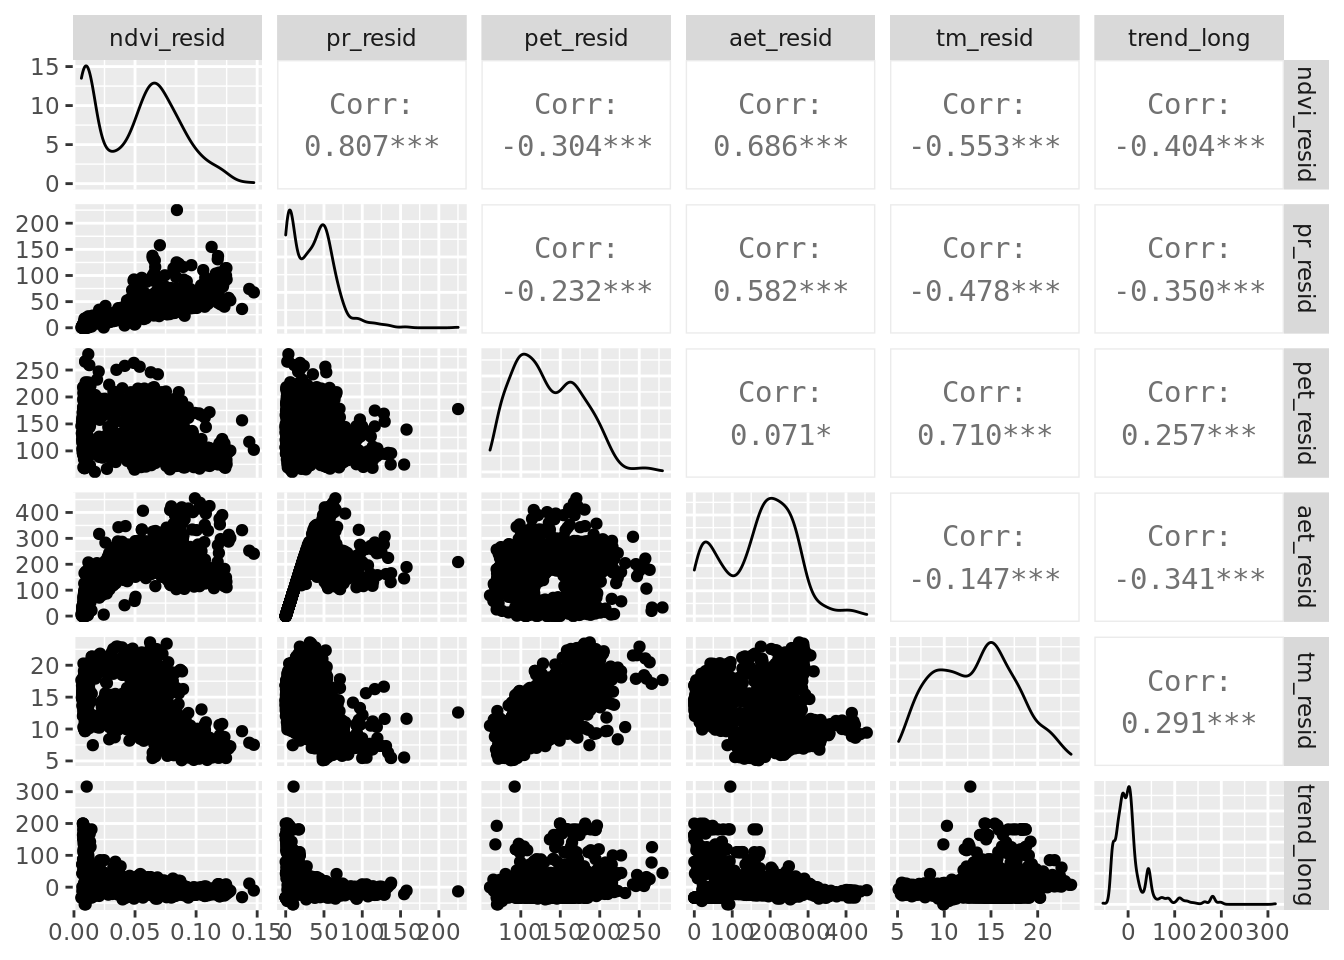 ndvi_resid pr_resid pet_resid aet_resid tm_resid trend_long
15
10
5
0
Corr:
0.807***
Corr:
-0.304***
Corr:
0.686***
Corr:
-0.553***
Corr:
-0.404***
ndvi_resid
200
150
100
50
0
Corr:
-0.232***
Corr:
0.582***
Corr:
-0.478***
Corr:
-0.350***
pr_resid
250
200
150
100
Corr:
0.071*
Corr:
0.710***
Corr:
0.257***
pet_resid
400
300
200
100
0
Corr:
-0.147***
Corr:
-0.341***
aet_resid
20
15
10
5
Corr:
0.291***
tm_resid
300
200
100
0
trend_long
0.00 0.05 0.10 0.15
0 50 100 150 200
100 150 200 250
0 100 200 300 400
5 10 15 20
0 100 200 300